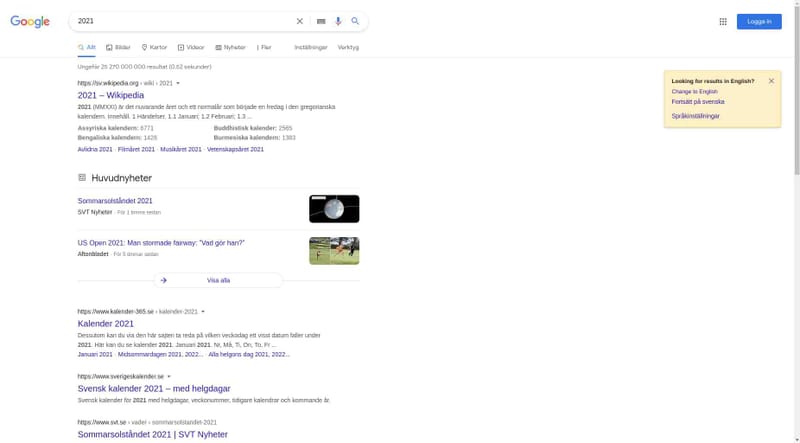 Google
2021
Logga in
Allt
Bilder
Kartor
Videor
Nyheter
Fler
Inställningar
Verktyg
Ungefär 25 270 000 000 resultat (0,62 sekunder)
https://sv.wikipedia.org › wiki › 2021
2021 – Wikipedia
2021 (MMXXI) är det nuvarande året och ett normalår som började en fredag i den gregorianska
kalendern. Innehåll. 1 Händelser. 1.1 Januari; 1.2 Februari; 1.3 ...
Assyriska kalendern: 6771
Buddhistisk kalender: 2565
Bengaliska kalendern: 1428
Burmesiska kalendern: 1383
Avlidna 2021 · Filmåret 2021 · Musikåret 2021 · Vetenskapsåret 2021
Looking for results in English?
Change to English
Fortsätt på svenska
Språkinställningar
Huvudnyheter
Sommarsolståndet 2021
SVT Nyheter · För 1 timme sedan
US Open 2021: Man stormade fairway: "Vad gör han?"
Aftonbladet · För 5 timmar sedan
Visa alla
https://www.kalender-365.se › kalender-2021
Kalender 2021
Dessutom kan du via den här sajten ta reda på vilken veckodag ett visst datum faller under
2021. Här kan du se kalender 2021. Januari 2021. Nr, Må, Ti, On, To, Fr ...
Januari 2021 · Midsommardagen 2021, 2022... · Alla helgons dag 2021, 2022...
https://www.sverigeskalender.se
Svensk kalender 2021 – med helgdagar
Svensk kalender för 2021 med helgdagar, veckonummer, tidigare kalendrar och kommande år.
https://www.svt.se › vader › sommarsolstandet-2021
Sommarsolståndet 2021 | SVT Nyheter